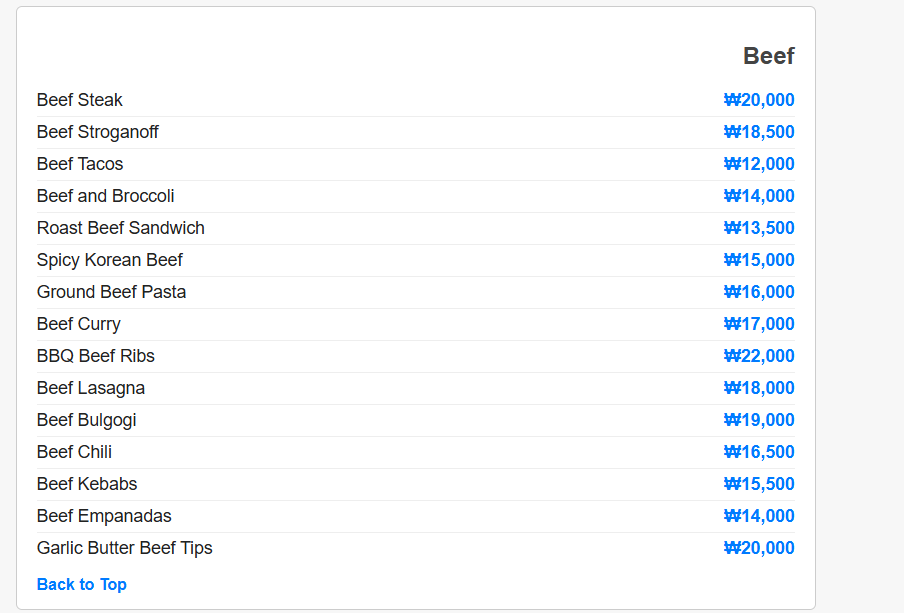 Beef
Beef Steak ₩20,000
Beef Stroganoff ₩18,500
Beef Tacos ₩12,000
Beef and Broccoli ₩14,000
Roast Beef Sandwich ₩13,500
Spicy Korean Beef ₩15,000
Ground Beef Pasta ₩16,000
Beef Curry ₩17,000
BBQ Beef Ribs ₩22,000
Beef Lasagna ₩18,000
Beef Bulgogi ₩19,000
Beef Chili ₩16,500
Beef Kebabs ₩15,500
Beef Empanadas ₩14,000
Garlic Butter Beef Tips ₩20,000
Back to Top